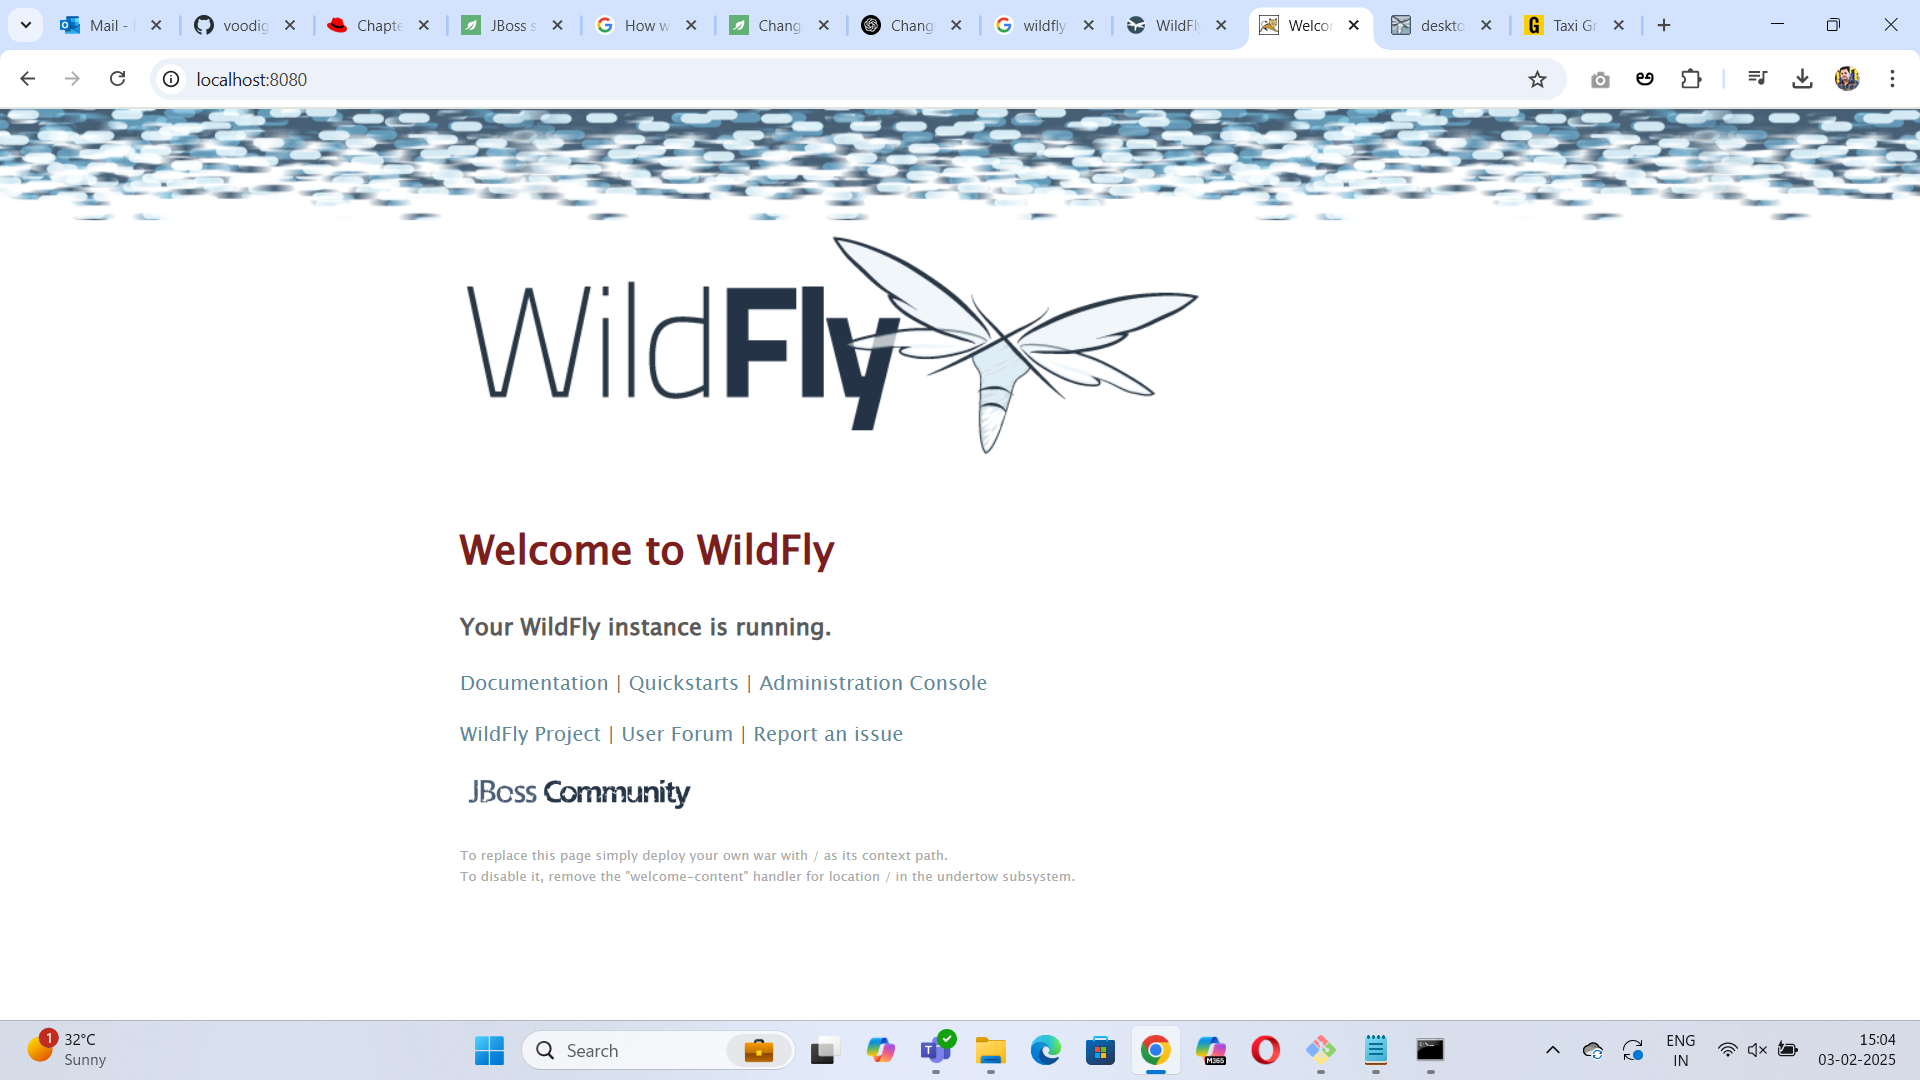 Mail -
voodig
Chapte
JBoss s
How w
Chang
Chang
wildfly
WildFly
Welcor
deskto
Taxi Gr
localhost:8080
WildFly
Welcome to WildFly
Your WildFly instance is running.
Documentation | Quickstarts | Administration Console
WildFly Project | User Forum | Report an issue
JBoss Community
To replace this page simply deploy your own war with / as its context path.
To disable it, remove the "welcome-content" handler for location / in the undertow subsystem.
1
32°C
Sunny
Search
M365
ENG
IN
15:04
03-02-2025